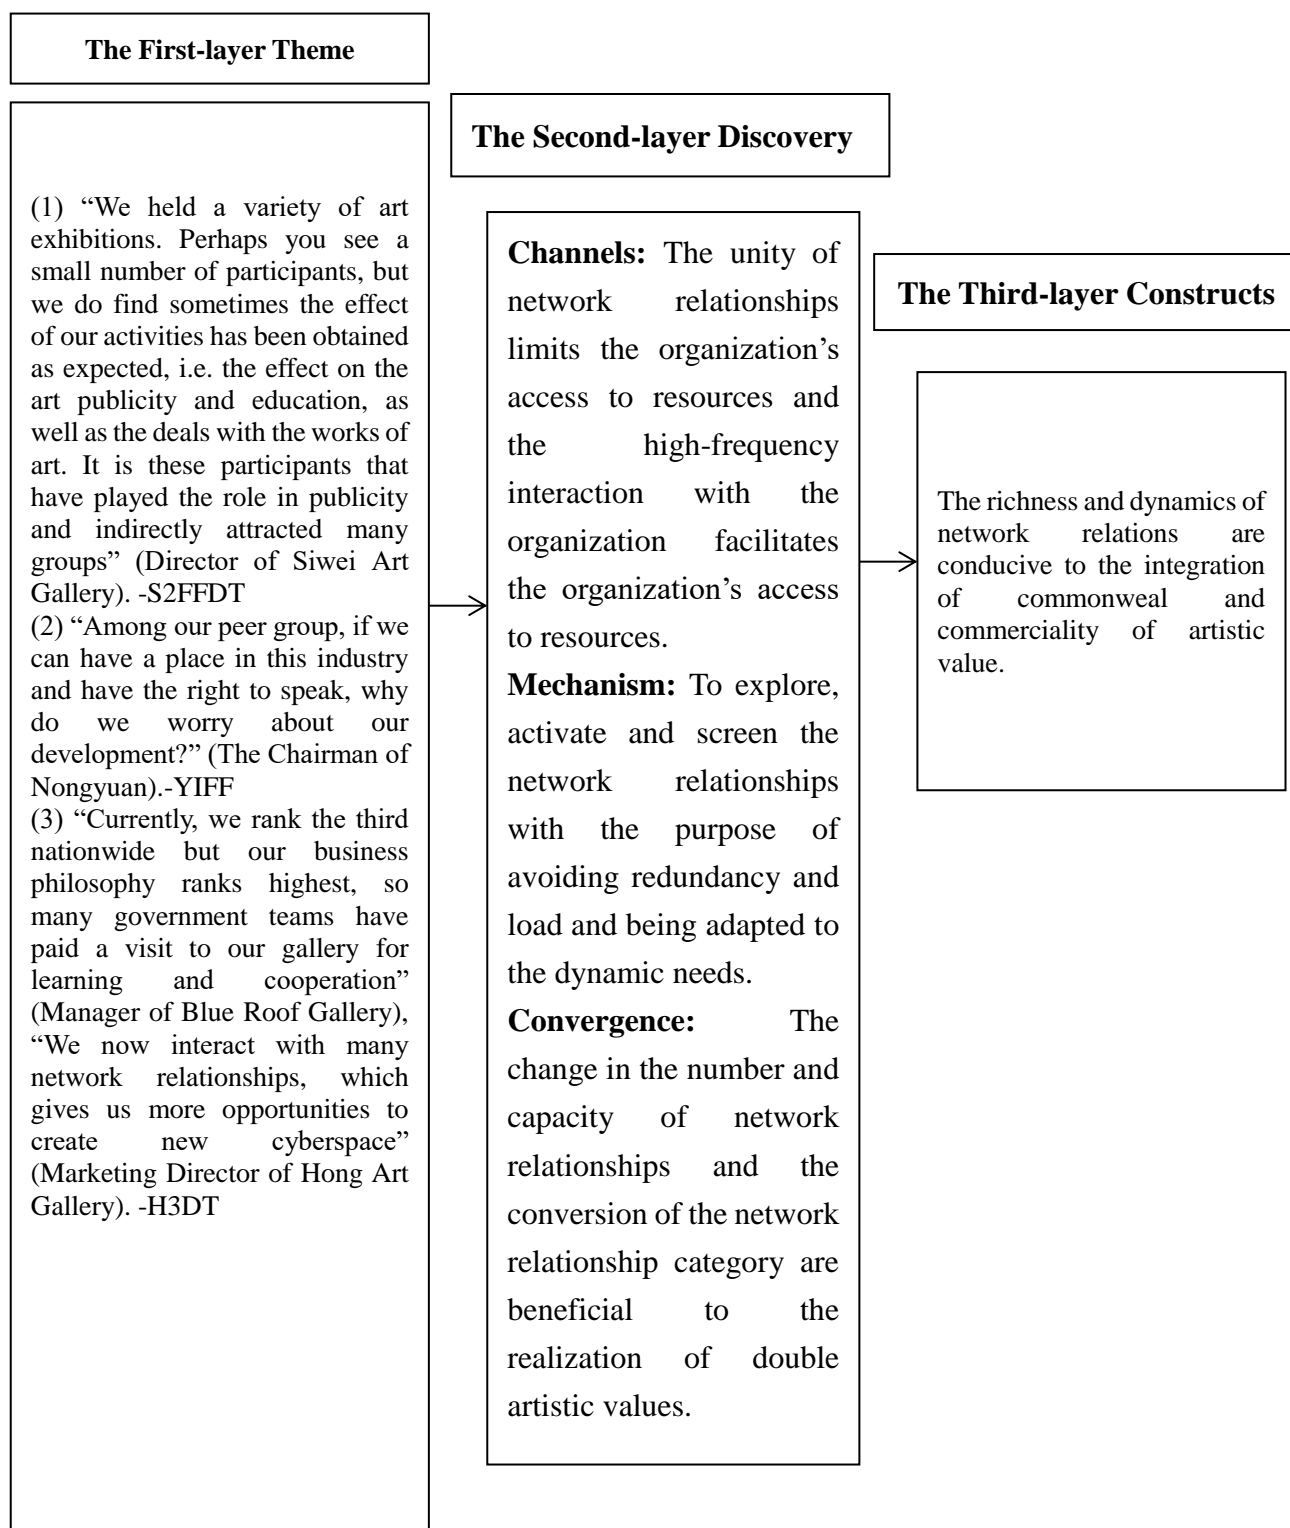 The First-layer Theme
(1) “We held a variety of art
exhibitions. Perhaps you see a
small number of participants, but
we do find sometimes the effect
of our activities has been obtained
as expected, i.e. the effect on the
art publicity and education, as
well as the deals with the works of
art. It is these participants that
have played the role in publicity
and indirectly attracted many
groups” (Director of Siwei Art
Gallery). -S2FFDT
(2) “Among our peer group, if we
can have a place in this industry
and have the right to speak, why
do we worry about our
development?” (The Chairman of
Nongyuan).-YIFF
(3) “Currently, we rank the third
nationwide but our business
philosophy ranks highest, so
many government teams have
paid a visit to our gallery for
learning and cooperation”
(Manager of Blue Roof Gallery),
“We now interact with many
network relationships, which
gives us more opportunities to
create new cyberspace”
(Marketing Director of Hong Art
Gallery). -H3DT
The Second-layer Discovery
Channels: The unity of
network relationships
limits the organization’s
access to resources and
the high-frequency
interaction with the
organization facilitates
the organization’s access
to resources.
Mechanism: To explore,
activate and screen the
network relationships
with the purpose of
avoiding redundancy and
load and being adapted to
the dynamic needs.
Convergence: The
change in the number and
capacity of network
relationships and the
conversion of the network
relationship category are
beneficial to the
realization of double
artistic values.
The Third-layer Constructs
The richness and dynamics of
network relations are
conducive to the integration
of commonweal and
commerciality of artistic
value.